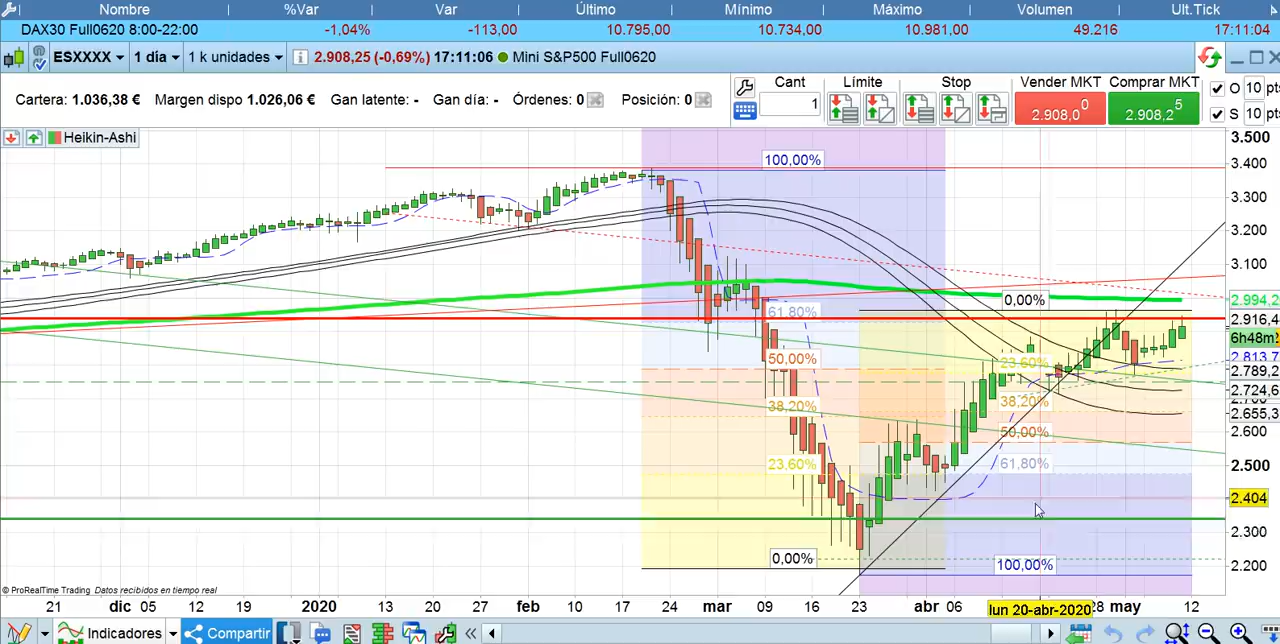 Nombre %Var Var Último Mínimo Máximo Volumen Ult.Tick
DAX30 Full0620 8:00-22:00 -1,04% -113,00 10.795,00 10.734,00 10.981,00 49.216 17:11:04
ESXXXX 1 día 1 k unidades 2.908,25 (-0,69%) 17:11:06 Mini S&P500 Full0620
Cant Límite Stop Vender MKT Comprar MKT O 10 pts
Cartera: 1.036,38 € Margen dispo 1.026,06 € Gan latente: - Gan día: - Órdenes: 0 Posición: 0 1 2.908,0 0 2.908,2 5 S 10 pts
Heikin-Ashi
3.500
100,00%
3.400
3.300
3.200
3.100
0,00%
2.994,2
61,80%
2.916,4
6h48m
50,00%
23,60%
2.813,7
2.789,2
2.724,6
38,20%
38,20%
2.655,3
50,00%
2.600
23,60%
61,80%
2.500
2.404
2.300
0,00%
100,00%
2.200
© ProRealTime Trading Datos recibidos en tiempo real
21 dic 05 12 19 2020 13 20 27 feb 10 17 24 mar 09 16 23 abr 06 lun 20-abr-2020 28 may 12
Indicadores Compartir